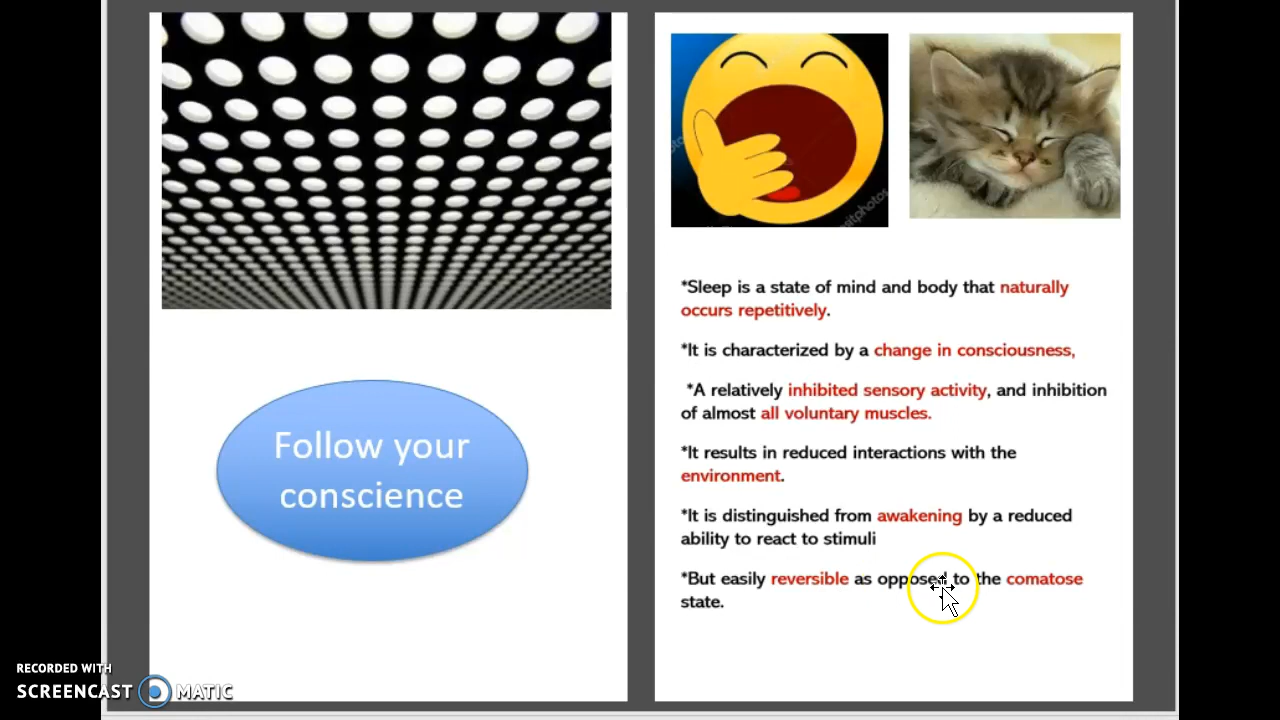 Follow your
conscience
*Sleep is a state of mind and body that naturally
occurs repetitively.
*It is characterized by a change in consciousness,
*A relatively inhibited sensory activity, and inhibition
of almost all voluntary muscles.
*It results in reduced interactions with the
environment.
*It is distinguished from awakening by a reduced
ability to react to stimuli
*But easily reversible as opposed to the comatose
state.
RECORDED WITH
SCREENCAST MATIC